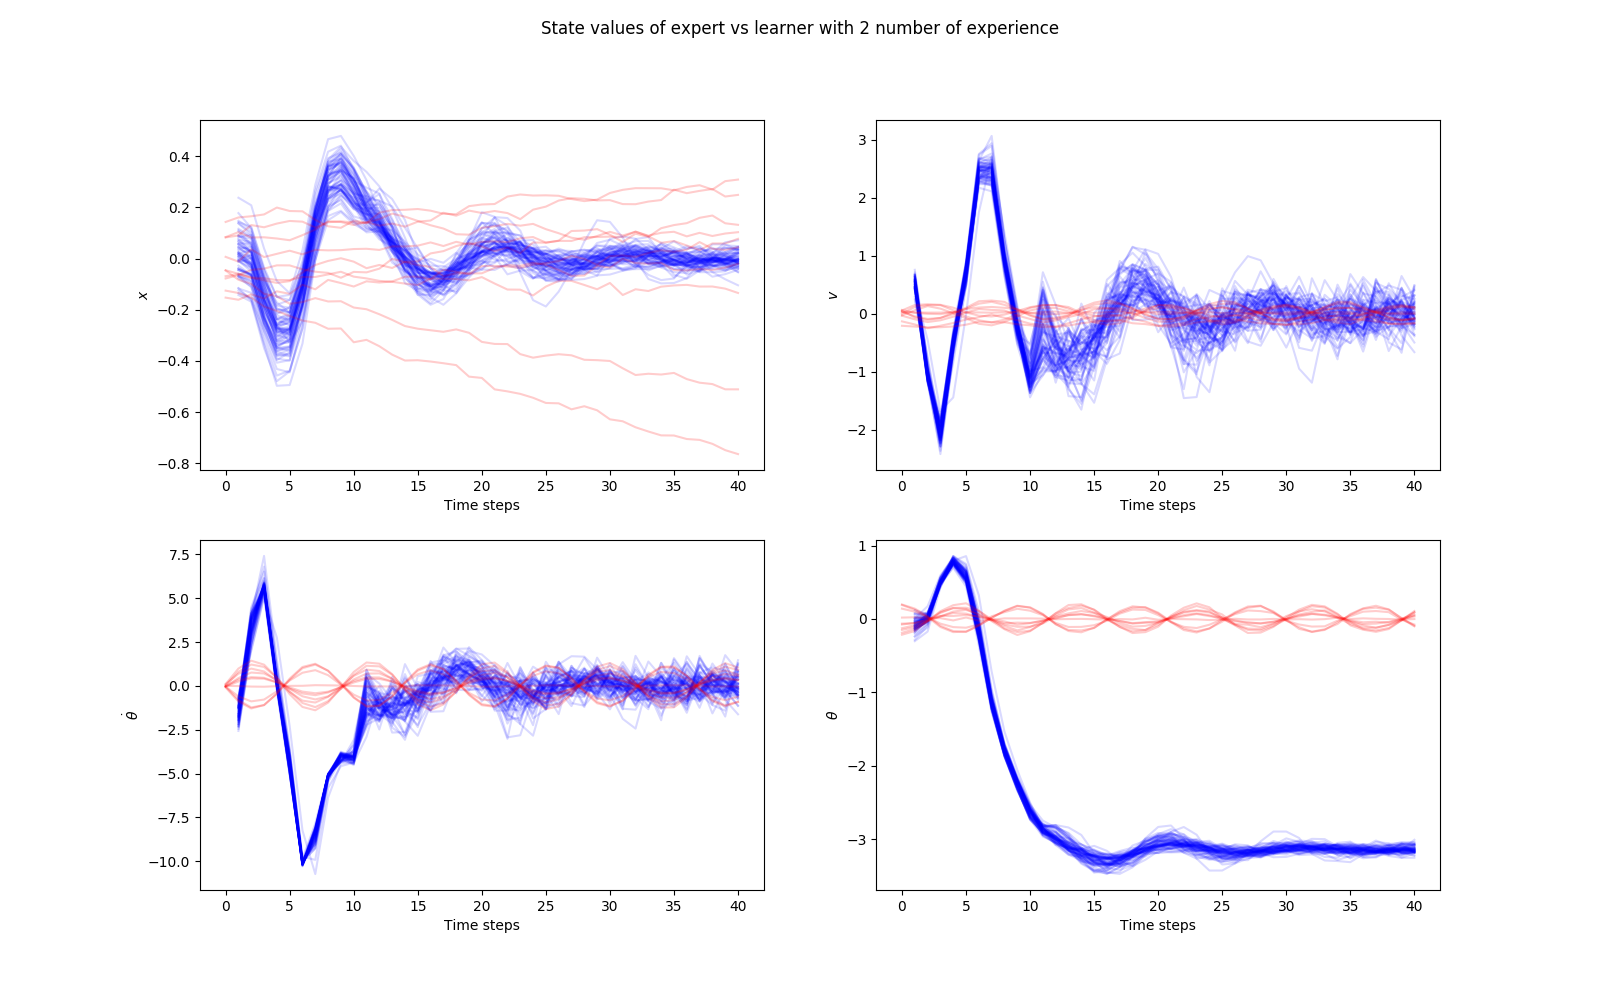 State values of expert vs learner with 2 number of experience
0.4
0.2
0.0
−0.2
−0.4
−0.6
−0.8
x
0 5 10 15 20 25 30 35 40
Time steps
3
2
1
0
−1
−2
v
0 5 10 15 20 25 30 35 40
Time steps
7.5
5.0
2.5
0.0
−2.5
−5.0
−7.5
−10.0
θ̇
0 5 10 15 20 25 30 35 40
Time steps
1
0
−1
−2
−3
θ
0 5 10 15 20 25 30 35 40
Time steps